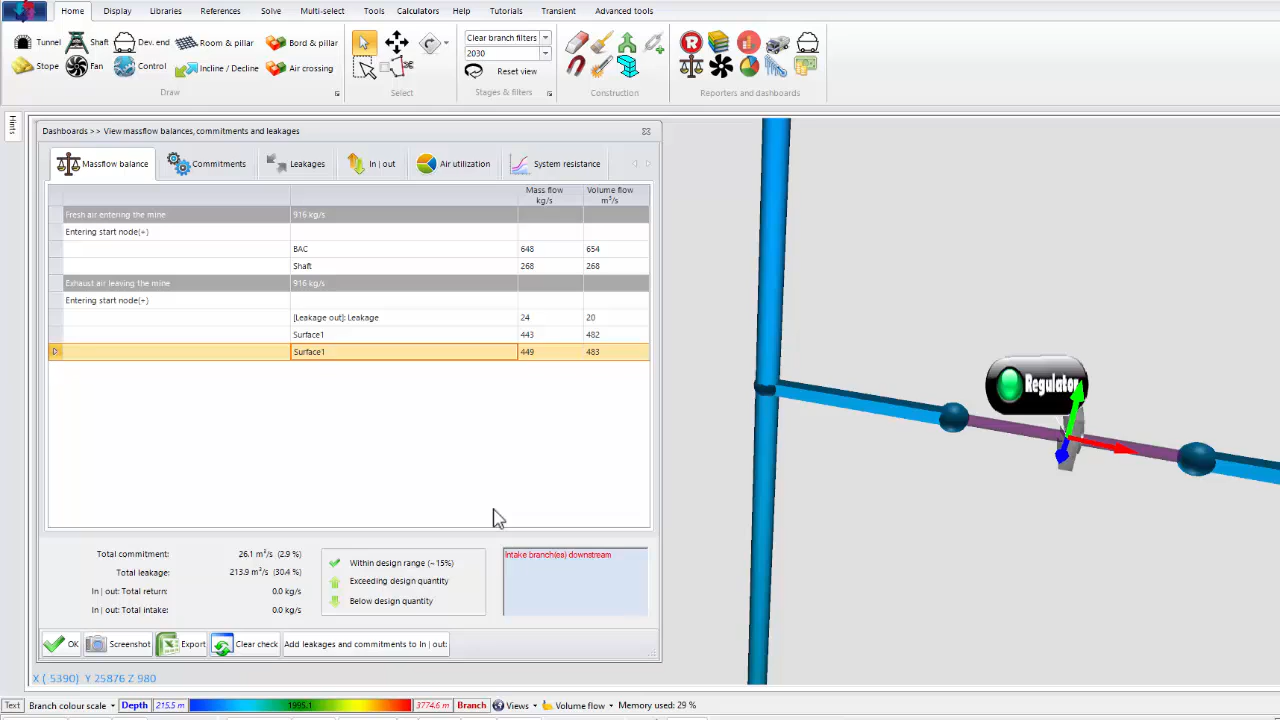 Home Display Libraries References Solve Multi-select Tools Calculators Help Tutorials Transient Advanced tools
Tunnel Shaft Dev. end Room & pillar Bord & pillar
Stope Fan Control Incline / Decline Air crossing
Draw
Select
Clear branch filters
2030
Reset view
Stages & filters
Construction
Reporters and dashboards
Hints
Dashboards >> View massflow balances, commitments and leakages
Massflow balance Commitments Leakages In | out Air utilization System resistance
Mass flow kg/s Volume flow m³/s
Fresh air entering the mine 916 kg/s
Entering start node(+)
BAC 648 654
Shaft 268 268
Exhaust air leaving the mine 916 kg/s
Entering start node(+)
[Leakage out]: Leakage 24 20
Surface1 443 482
Surface1 449 483
Total commitment: 26.1 m³/s (2.9 %)
Total leakage: 213.9 m³/s (30.4 %)
In | out: Total return: 0.0 kg/s
In | out: Total intake: 0.0 kg/s
Within design range (~15%)
Exceeding design quantity
Below design quantity
Intake branch(ea) downstream
Ok Screenshot Export Clear check Add leakages and commitments to In | out:
Regulator
X ( 5390) Y 25876 Z 980
Text Branch colour scale Depth 215.5 m 1995.1 3774.6 m Branch Views Volume flow Memory used: 29 %